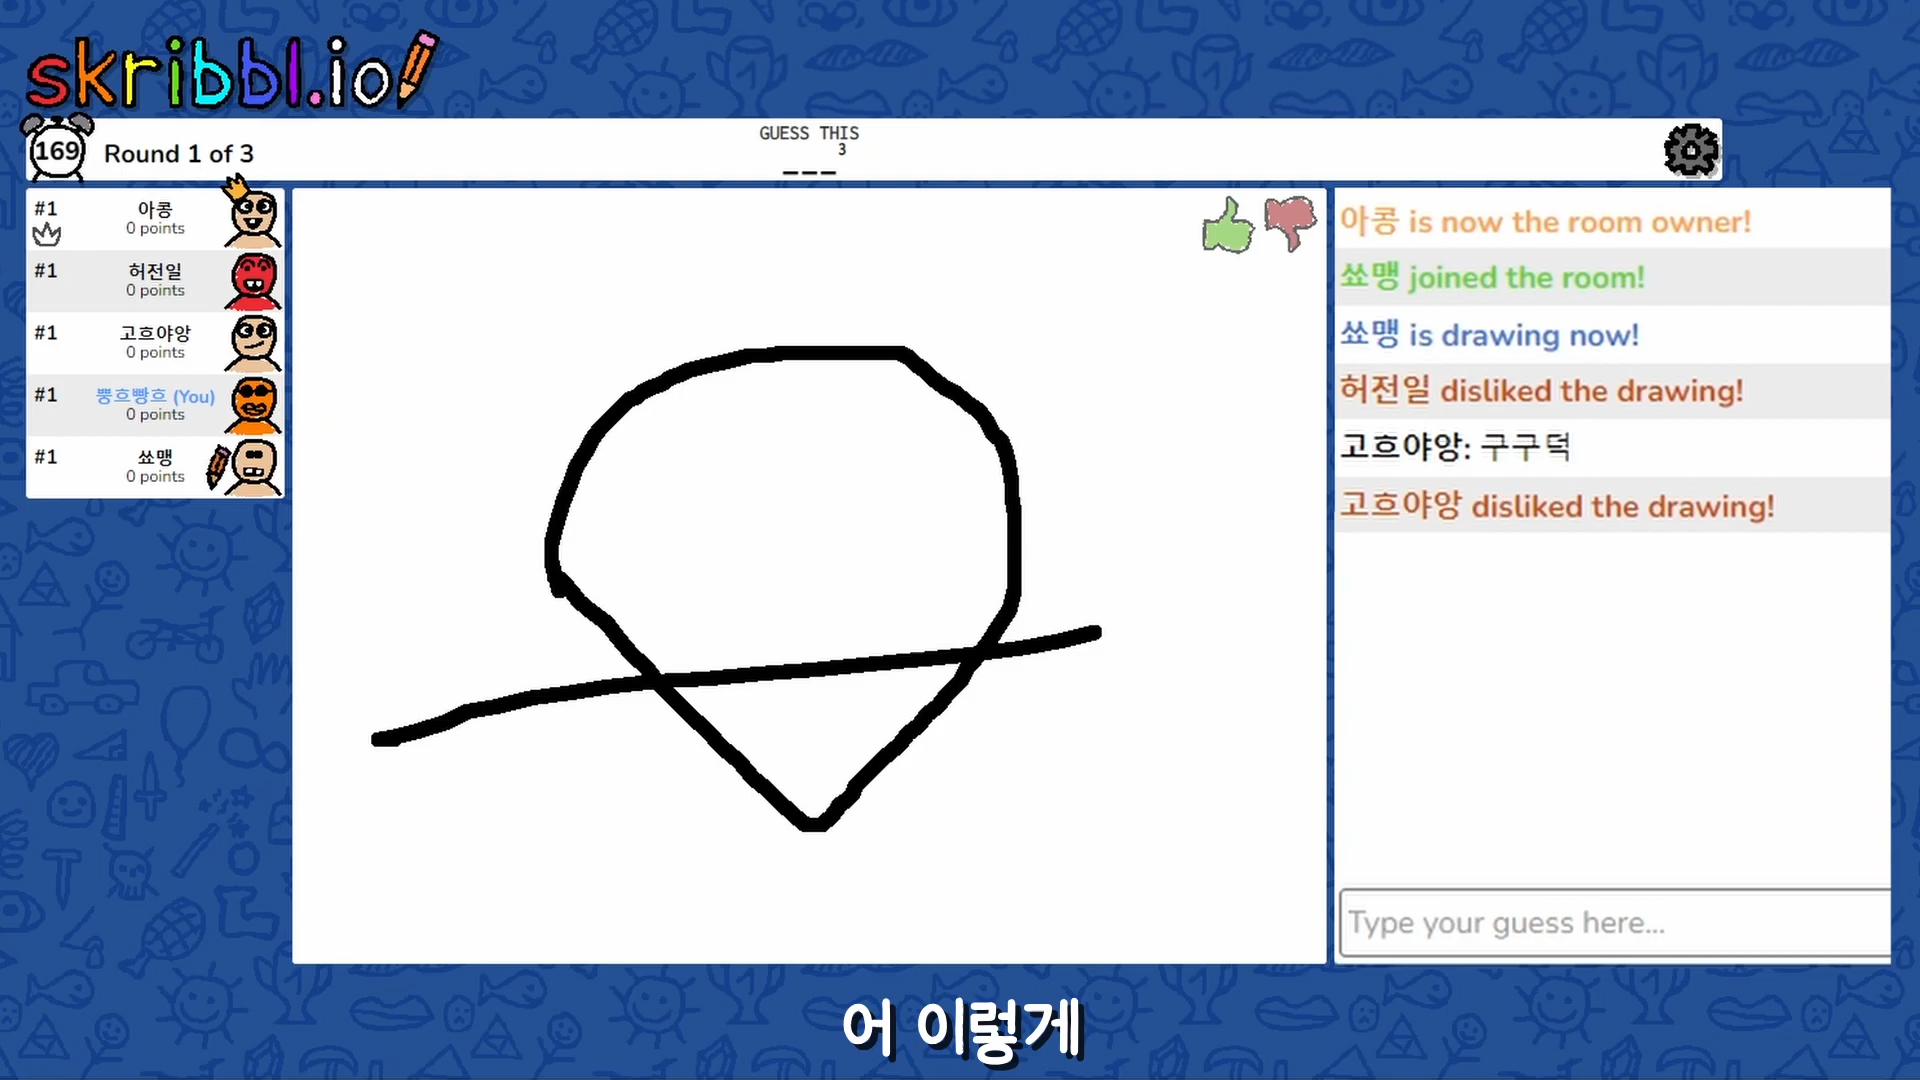 skribbl.io
169
Round 1 of 3
GUESS THIS
3
___
#1
아콩
0 points
#1
허전일
0 points
#1
고흐야앙
0 points
#1
뿡흐빵흐 (You)
0 points
#1
쑈맹
0 points
아콩 is now the room owner!
쑈맹 joined the room!
쑈맹 is drawing now!
허전일 disliked the drawing!
고흐야앙: 구구덕
고흐야앙 disliked the drawing!
Type your guess here...
어 이렇게